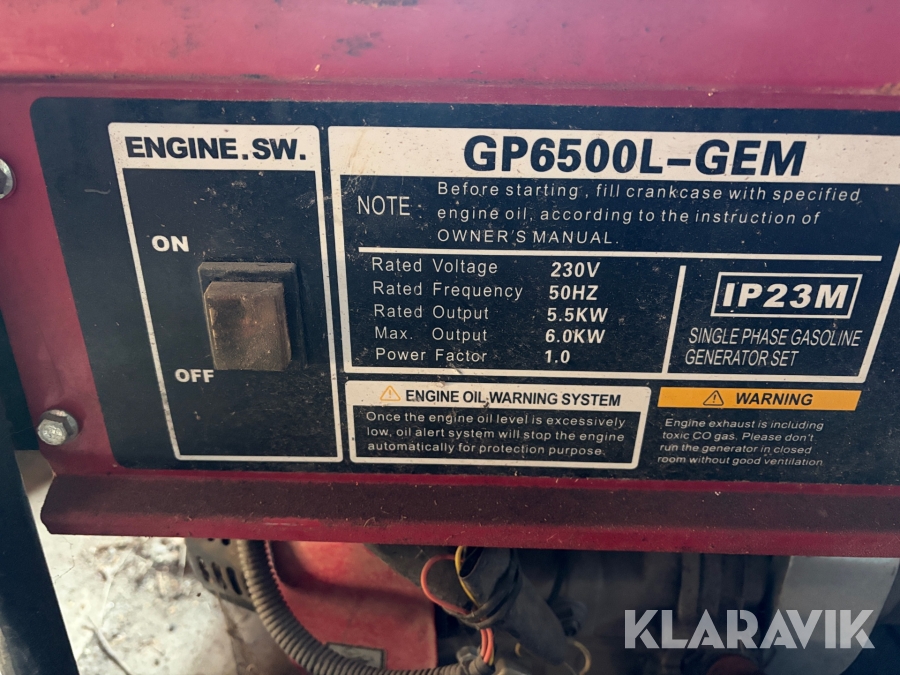 ENGINE.SW.
ON
OFF
GP6500L-GEM
NOTE :
Before starting, fill crankcase with specified
engine oil, according to the instruction of
OWNER'S MANUAL.
Rated Voltage 230V
Rated Frequency 50HZ
Rated Output 5.5KW
Max. Output 6.0KW
Power Factor 1.0
IP23M
SINGLE PHASE GASOLINE
GENERATOR SET
ENGINE OIL WARNING SYSTEM
Once the engine oil level is excessively
low, oil alert system will stop the engine
automatically for protection purpose.
WARNING
Engine exhaust is including
toxic CO gas. Please don't
run the generator in closed
room without good ventilation.
KLARAVIK